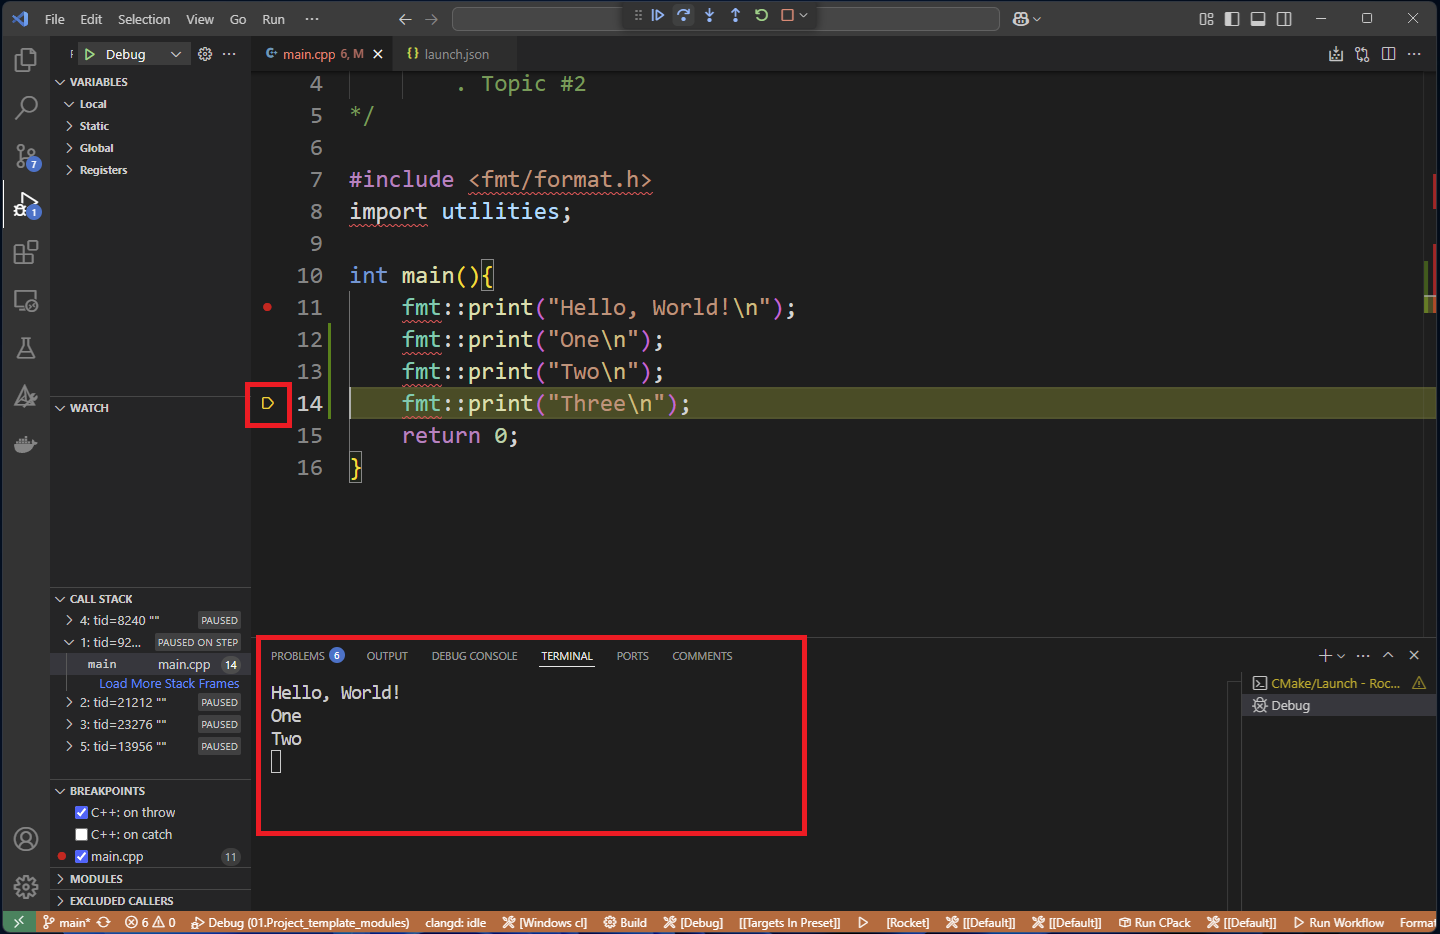 File Edit Selection View Go Run ···
Debug
main.cpp 6, M
launch.json
VARIABLES
Local
Static
Global
Registers
WATCH
CALL STACK
4: tid=8240 "" PAUSED
1: tid=92... PAUSED ON STEP
main main.cpp 14
Load More Stack Frames
2: tid=21212 "" PAUSED
3: tid=23276 "" PAUSED
5: tid=13956 "" PAUSED
BREAKPOINTS
C++: on throw
C++: on catch
main.cpp 11
MODULES
EXCLUDED CALLERS
7
1
4 . Topic #2
5 */
6
7 #include <fmt/format.h>
8 import utilities;
9
10 int main(){
11 fmt::print("Hello, World!\n");
12 fmt::print("One\n");
13 fmt::print("Two\n");
14 fmt::print("Three\n");
15 return 0;
16 }
PROBLEMS 6 OUTPUT DEBUG CONSOLE TERMINAL PORTS COMMENTS
Hello, World!
One
Two
CMake/Launch - Roc...
Debug
main* 6 0 Debug (01.Project_template_modules) clangd: idle [Windows cl] Build [Debug] [[Targets In Preset]] [Rocket] [[Default]] [[Default]] Run CPack [[Default]] Run Workflow Format